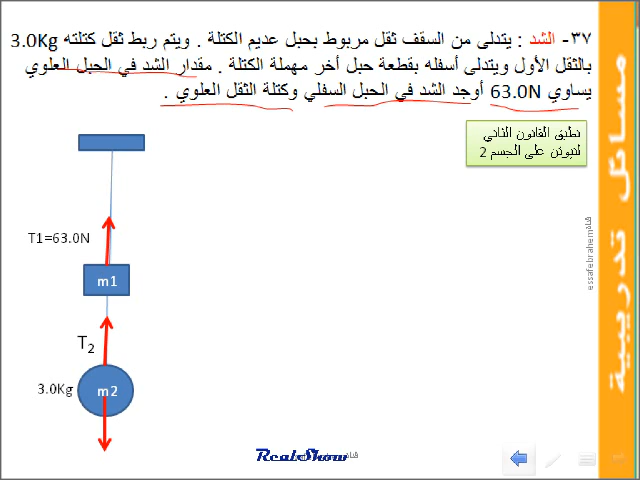 ٣٧- الشد : يتدلى من السقف ثقل مربوط بحبل عديم الكتلة . ويتم ربط ثقل كتلته 3.0Kg
بالثقل الأول ويتدلى أسفله بقطعة حبل أخر مهملة الكتلة . مقدار الشد في الحبل العلوي
يساوي 63.0N أوجد الشد في الحبل السفلي وكتلة الثقل العلوي .
نطبق القانون الثاني
لنيوتن على الجسم 2
T1=63.0N
m1
T2
3.0Kg
m2
مسائل تدريبية
قناة
essafebrahem
RealShow
قناة